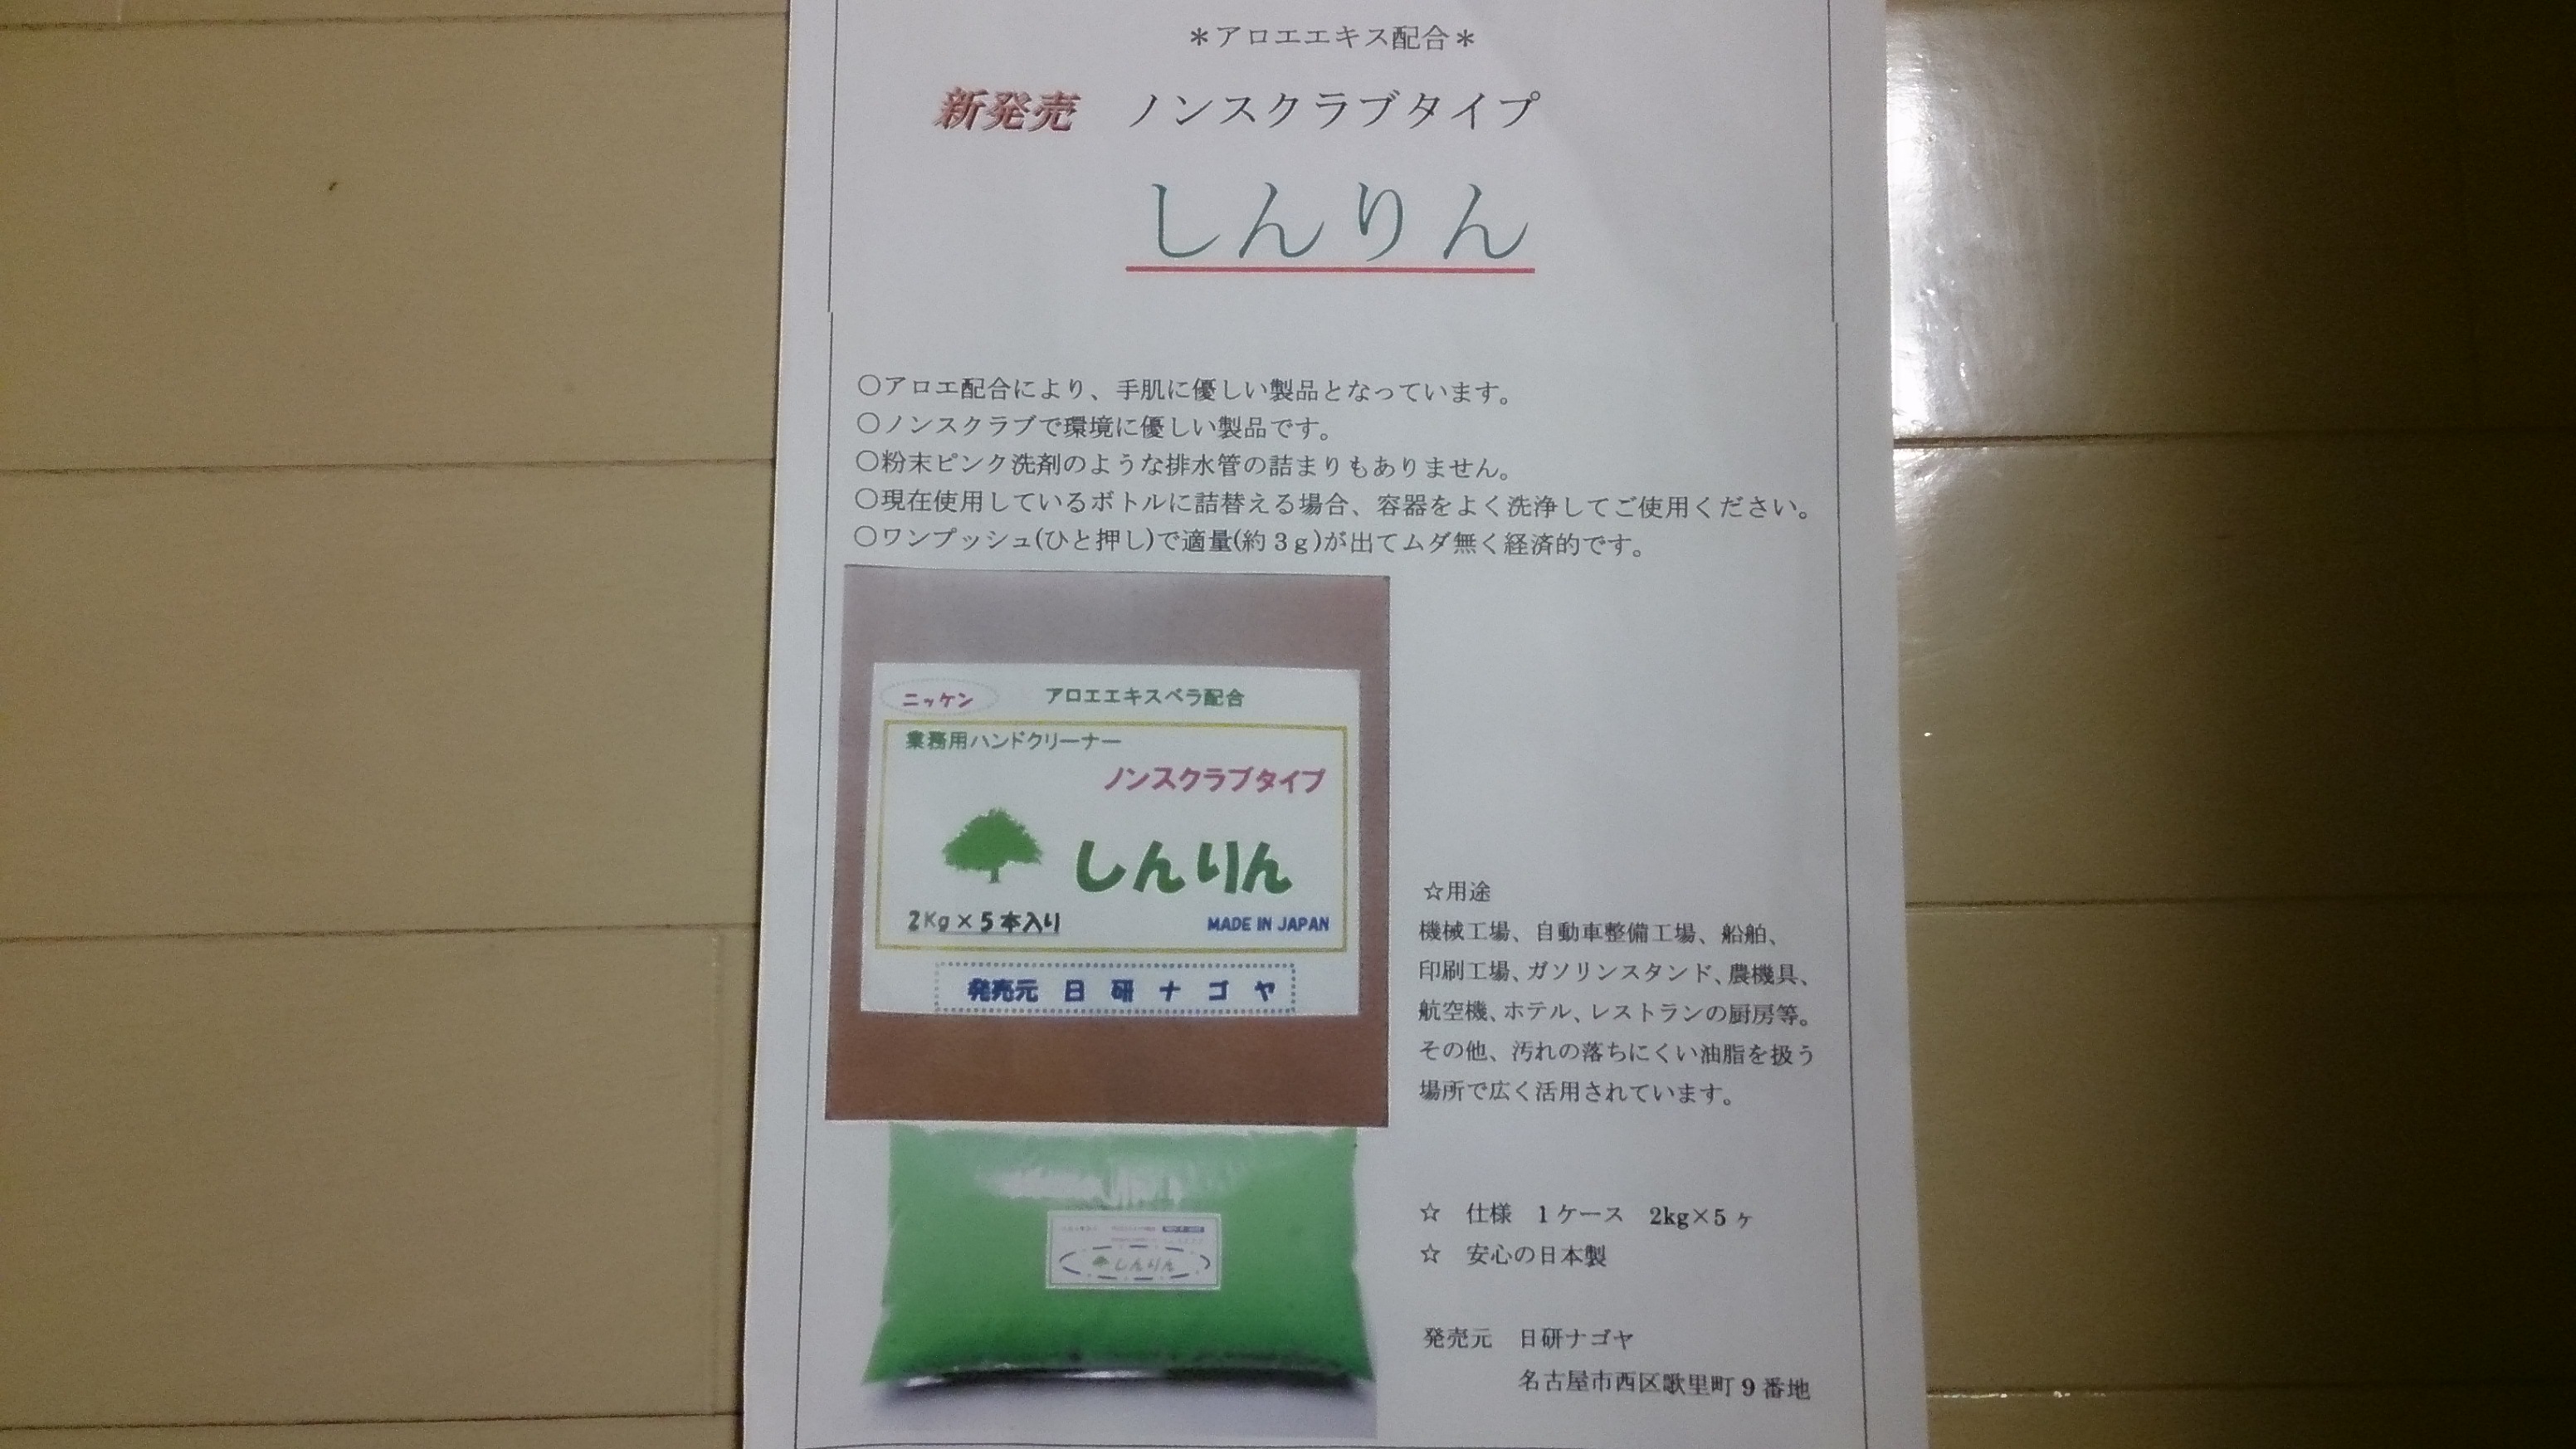 ＊アロエエキス配合＊
新発売　ノンスクラブタイプ
しんりん
○アロエ配合により、手肌に優しい製品となっています。
○ノンスクラブで環境に優しい製品です。
○粉末ピンク洗剤のような排水管の詰まりもありません。
○現在使用しているボトルに詰替える場合、容器をよく洗浄してご使用ください。
○ワンプッシュ(ひと押し)で適量(約3ｇ)が出てムダ無く経済的です。
ニッケン　アロエエキスベラ配合
業務用ハンドクリーナー
ノンスクラブタイプ
しんりん
2Kg×5本入り　MADE IN JAPAN
発売元　日　研　ナ　ゴ　ヤ
しんりん
☆用途
機械工場、自動車整備工場、船舶、
印刷工場、ガソリンスタンド、農機具、
航空機、ホテル、レストランの厨房等。
その他、汚れの落ちにくい油脂を扱う
場所で広く活用されています。
☆　仕様　1ケース　2kg×5ヶ
☆　安心の日本製
発売元　日研ナゴヤ
名古屋市西区歌里町9番地